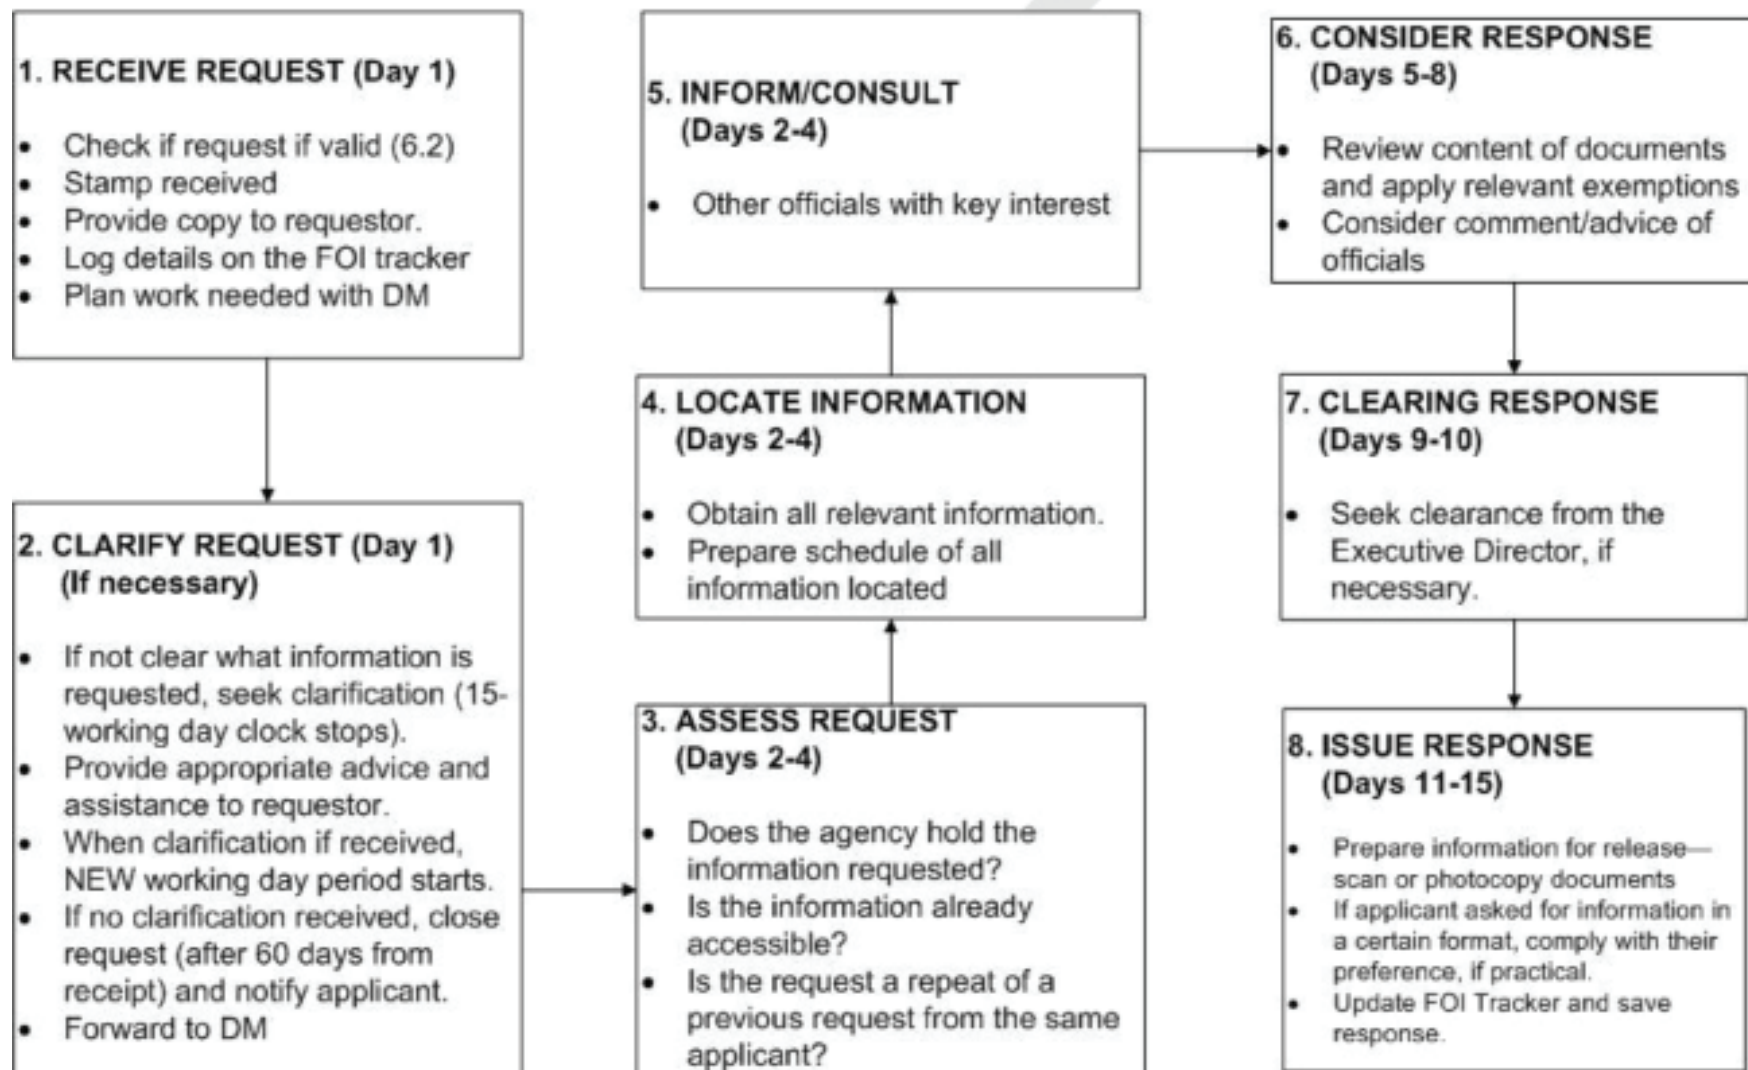 1. RECEIVE REQUEST (Day 1)
• Check if request if valid (6.2)
• Stamp received
• Provide copy to requestor.
• Log details on the FOI tracker
• Plan work needed with DM
2. CLARIFY REQUEST (Day 1)
(If necessary)
• If not clear what information is
requested, seek clarification (15-
working day clock stops).
• Provide appropriate advice and
assistance to requestor.
• When clarification if received,
NEW working day period starts.
• If no clarification received, close
request (after 60 days from
receipt) and notify applicant.
• Forward to DM
3. ASSESS REQUEST
(Days 2-4)
• Does the agency hold the
information requested?
• Is the information already
accessible?
• Is the request a repeat of a
previous request from the same
applicant?
4. LOCATE INFORMATION
(Days 2-4)
• Obtain all relevant information.
• Prepare schedule of all
information located
5. INFORM/CONSULT
(Days 2-4)
• Other officials with key interest
6. CONSIDER RESPONSE
(Days 5-8)
• Review content of documents
and apply relevant exemptions
• Consider comment/advice of
officials
7. CLEARING RESPONSE
(Days 9-10)
• Seek clearance from the
Executive Director, if
necessary.
8. ISSUE RESPONSE
(Days 11-15)
• Prepare information for release—
scan or photocopy documents
• If applicant asked for information in
a certain format, comply with their
preference, if practical.
• Update FOI Tracker and save
response.